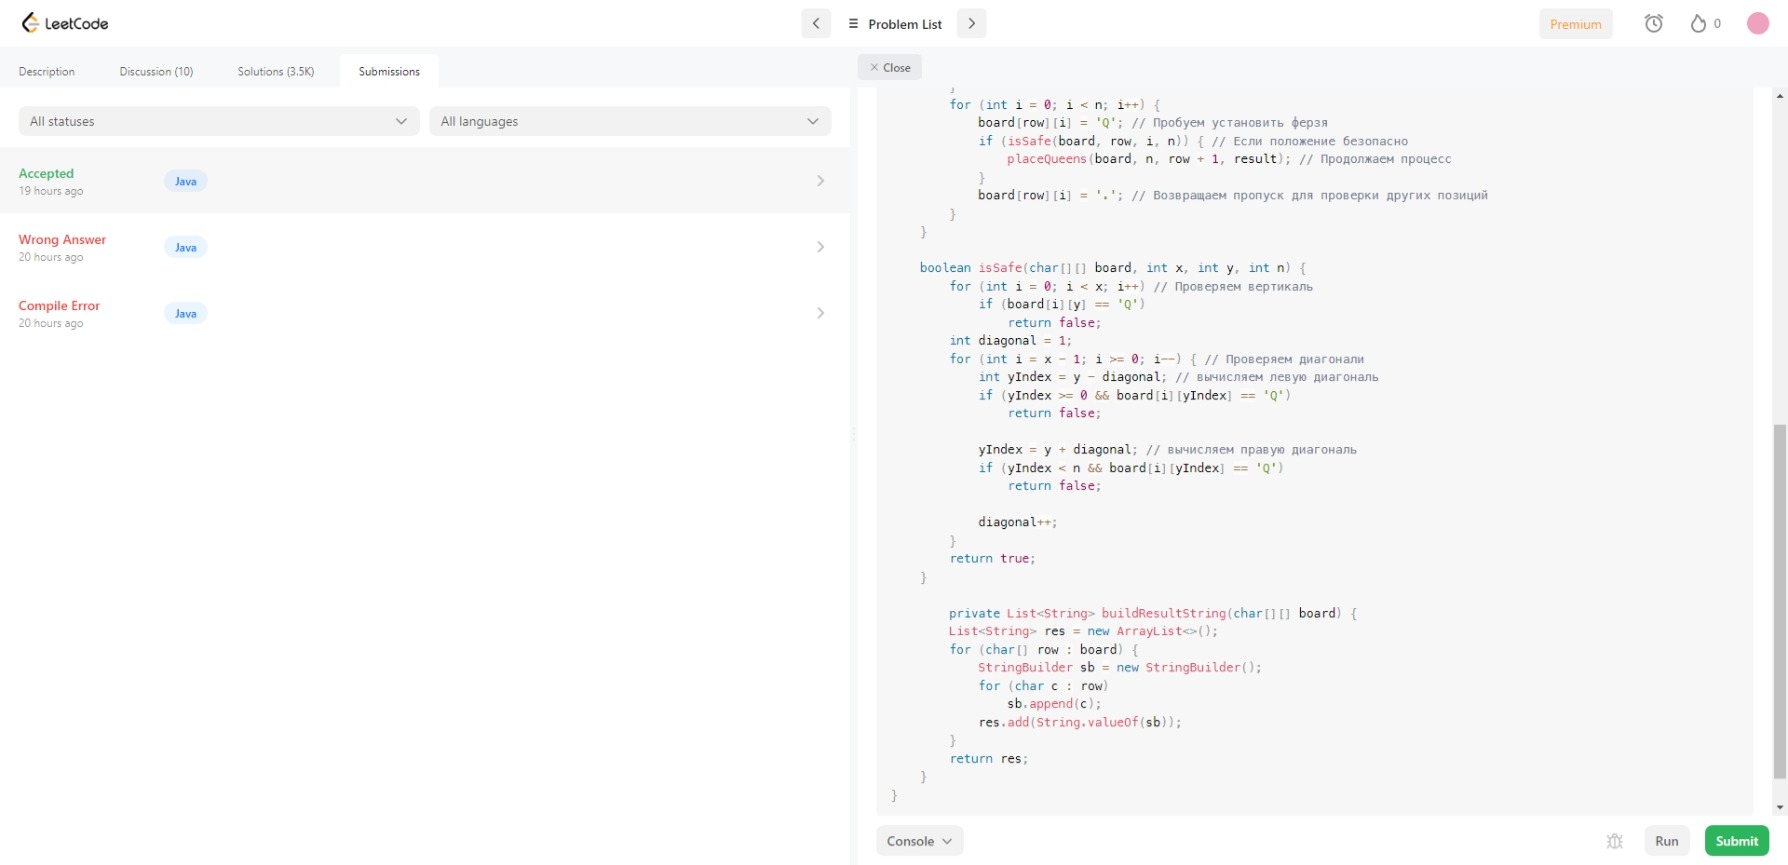 LeetCode
Problem List
Premium
0
Description
Discussion (10)
Solutions (3.5K)
Submissions
× Close
All statuses
All languages
Accepted
19 hours ago
Java
Wrong Answer
20 hours ago
Java
Compile Error
20 hours ago
Java
}
for (int i = 0; i < n; i++) {
board[row][i] = 'Q'; // Пробуем установить ферзя
if (isSafe(board, row, i, n)) { // Если положение безопасно
placeQueens(board, n, row + 1, result); // Продолжаем процесс
}
board[row][i] = '.'; // Возвращаем пропуск для проверки других позиций
}
}
boolean isSafe(char[][] board, int x, int y, int n) {
for (int i = 0; i < x; i++) // Проверяем вертикаль
if (board[i][y] == 'Q')
return false;
int diagonal = 1;
for (int i = x - 1; i >= 0; i--) { // Проверяем диагонали
int yIndex = y - diagonal; // вычисляем левую диагональ
if (yIndex >= 0 && board[i][yIndex] == 'Q')
return false;
yIndex = y + diagonal; // вычисляем правую диагональ
if (yIndex < n && board[i][yIndex] == 'Q')
return false;
diagonal++;
}
return true;
}
private List<String> buildResultString(char[][] board) {
List<String> res = new ArrayList<>();
for (char[] row : board) {
StringBuilder sb = new StringBuilder();
for (char c : row)
sb.append(c);
res.add(String.valueOf(sb));
}
return res;
}
}
Console
Run
Submit